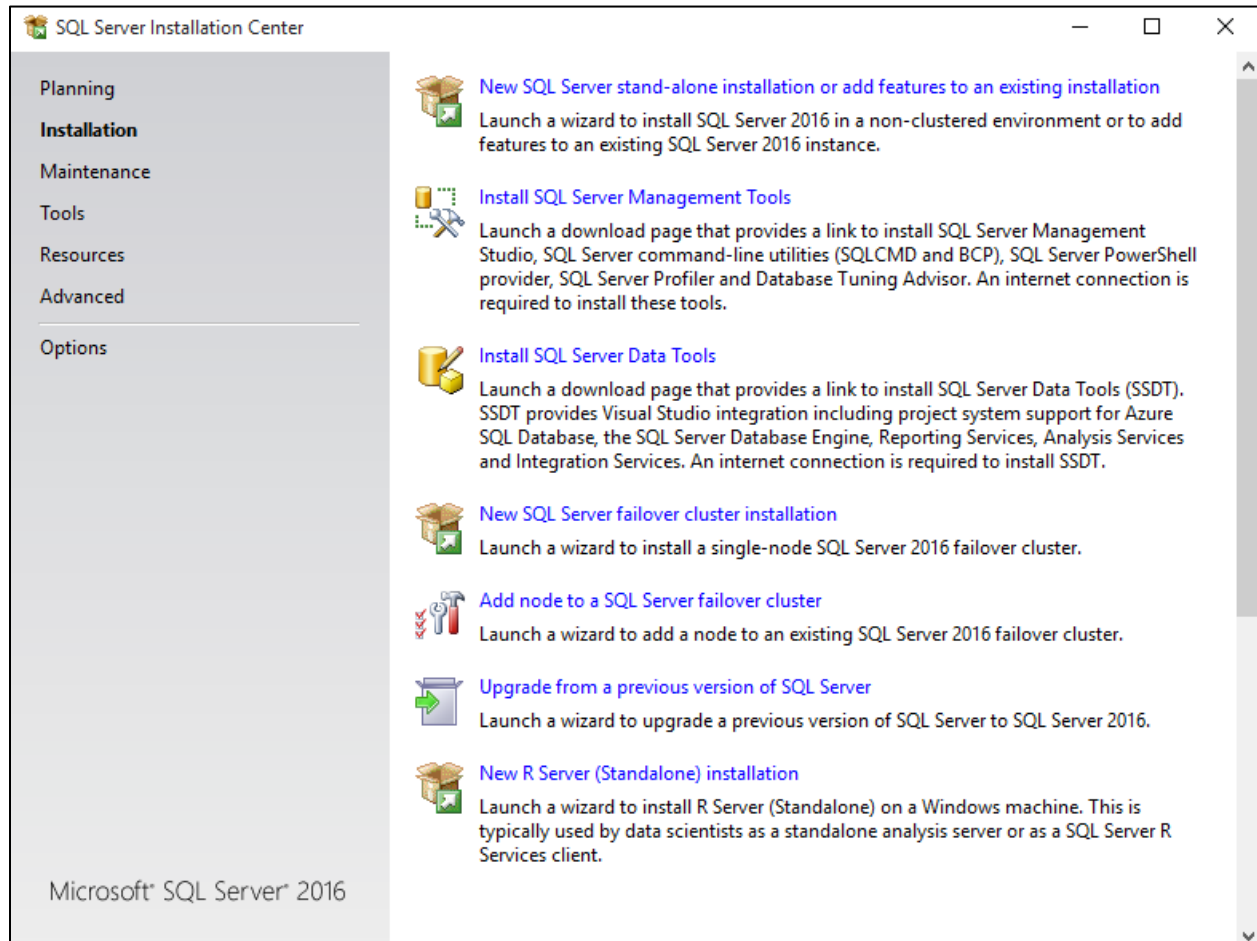 SQL Server Installation Center
Planning
Installation
Maintenance
Tools
Resources
Advanced
Options
Microsoft® SQL Server® 2016
New SQL Server stand-alone installation or add features to an existing installation
Launch a wizard to install SQL Server 2016 in a non-clustered environment or to add
features to an existing SQL Server 2016 instance.
Install SQL Server Management Tools
Launch a download page that provides a link to install SQL Server Management
Studio, SQL Server command-line utilities (SQLCMD and BCP), SQL Server PowerShell
provider, SQL Server Profiler and Database Tuning Advisor. An internet connection is
required to install these tools.
Install SQL Server Data Tools
Launch a download page that provides a link to install SQL Server Data Tools (SSDT).
SSDT provides Visual Studio integration including project system support for Azure
SQL Database, the SQL Server Database Engine, Reporting Services, Analysis Services
and Integration Services. An internet connection is required to install SSDT.
New SQL Server failover cluster installation
Launch a wizard to install a single-node SQL Server 2016 failover cluster.
Add node to a SQL Server failover cluster
Launch a wizard to add a node to an existing SQL Server 2016 failover cluster.
Upgrade from a previous version of SQL Server
Launch a wizard to upgrade a previous version of SQL Server to SQL Server 2016.
New R Server (Standalone) installation
Launch a wizard to install R Server (Standalone) on a Windows machine. This is
typically used by data scientists as a standalone analysis server or as a SQL Server R
Services client.